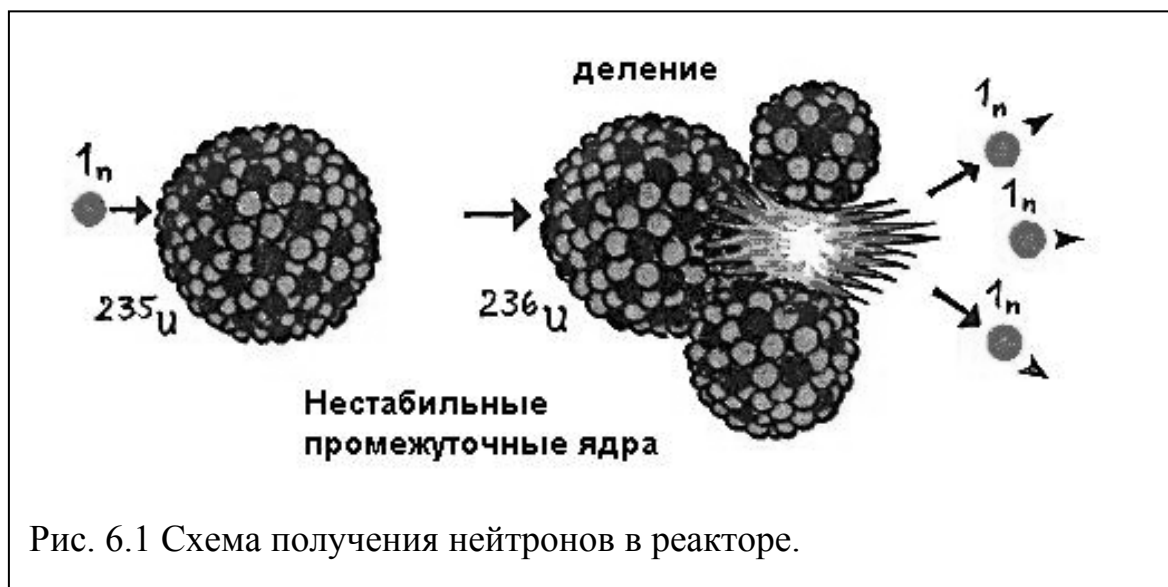 деление
1n
235U
236U
1n
1n
1n
Нестабильные
промежуточные ядра
Рис. 6.1 Схема получения нейтронов в реакторе.